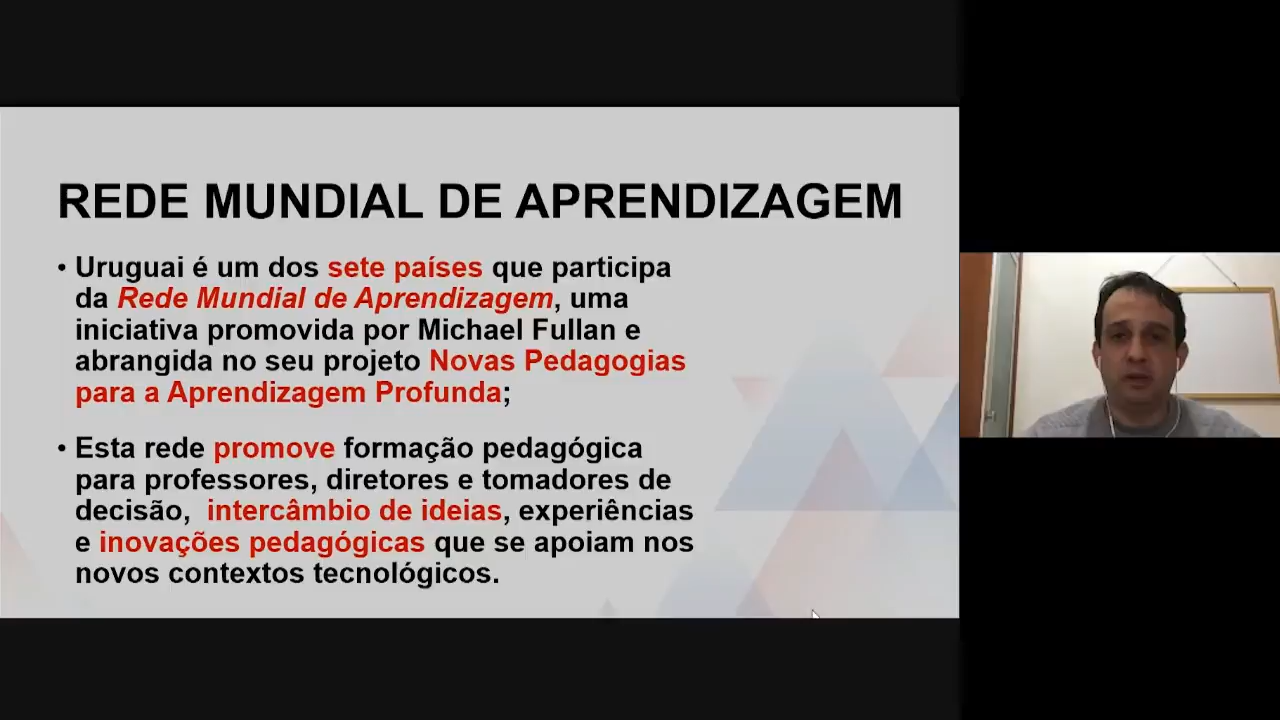 REDE MUNDIAL DE APRENDIZAGEM
• Uruguai é um dos sete países que participa
da Rede Mundial de Aprendizagem, uma
iniciativa promovida por Michael Fullan e
abrangida no seu projeto Novas Pedagogias
para a Aprendizagem Profunda;
• Esta rede promove formação pedagógica
para professores, diretores e tomadores de
decisão, intercâmbio de ideias, experiências
e inovações pedagógicas que se apoiam nos
novos contextos tecnológicos.